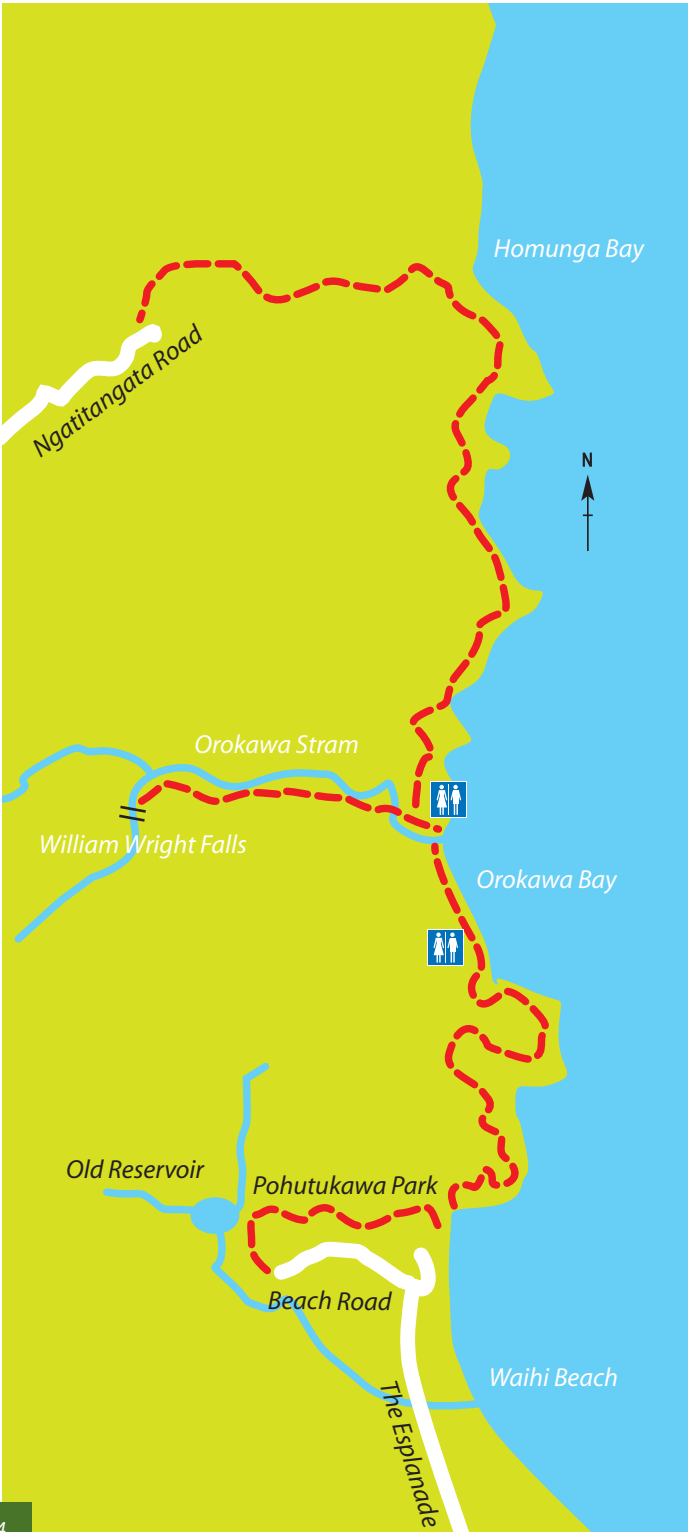 Homunga Bay
Ngatitangata Road
N
Orokawa Stram
William Wright Falls
Orokawa Bay
Old Reservoir
Pohutukawa Park
Beach Road
Waihi Beach
The Esplanade